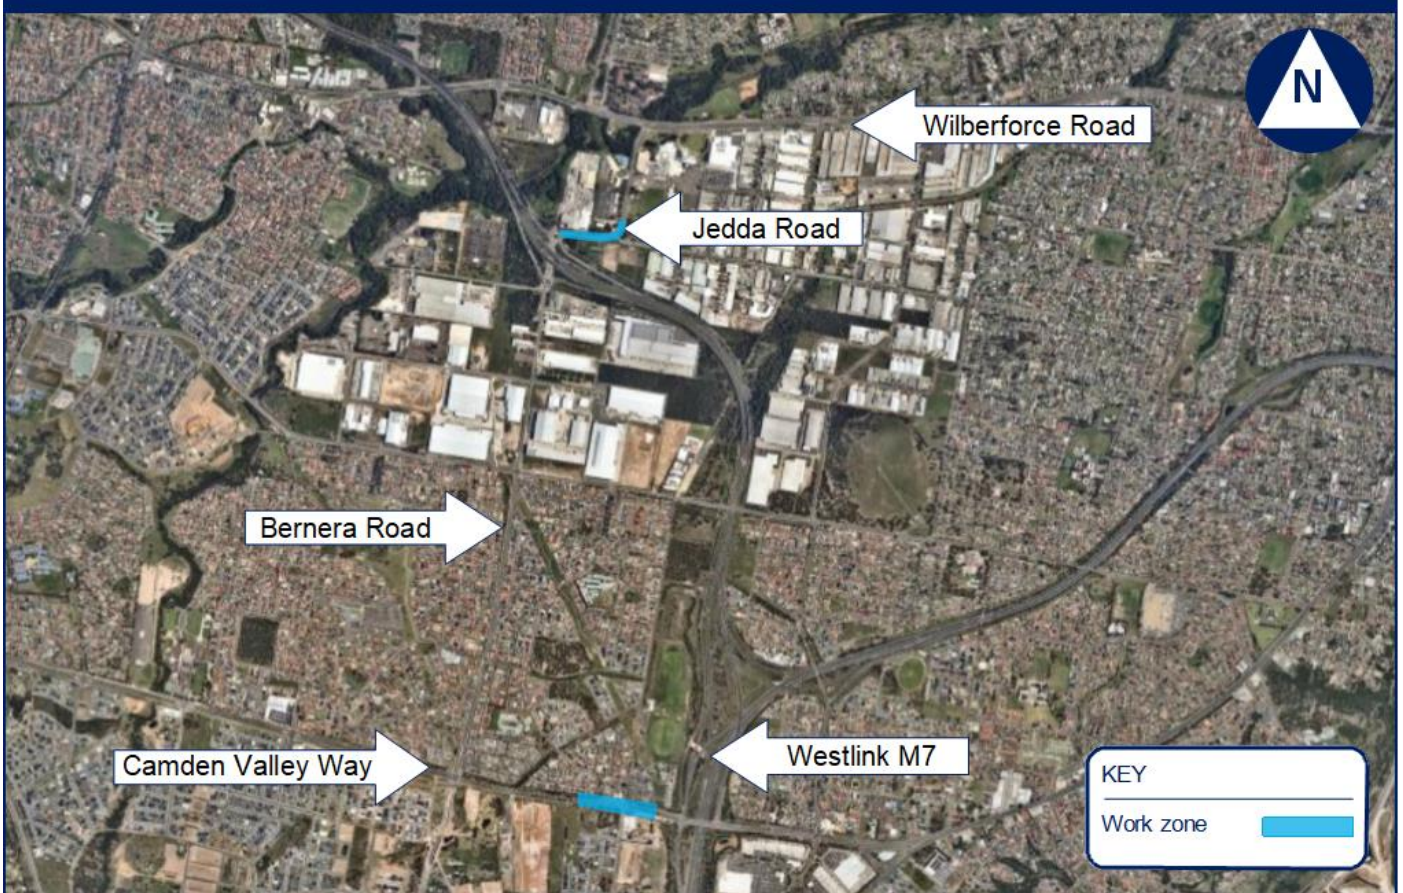 N
Wilberforce Road
Jedda Road
Bernera Road
Camden Valley Way
Westlink M7
KEY
Work zone